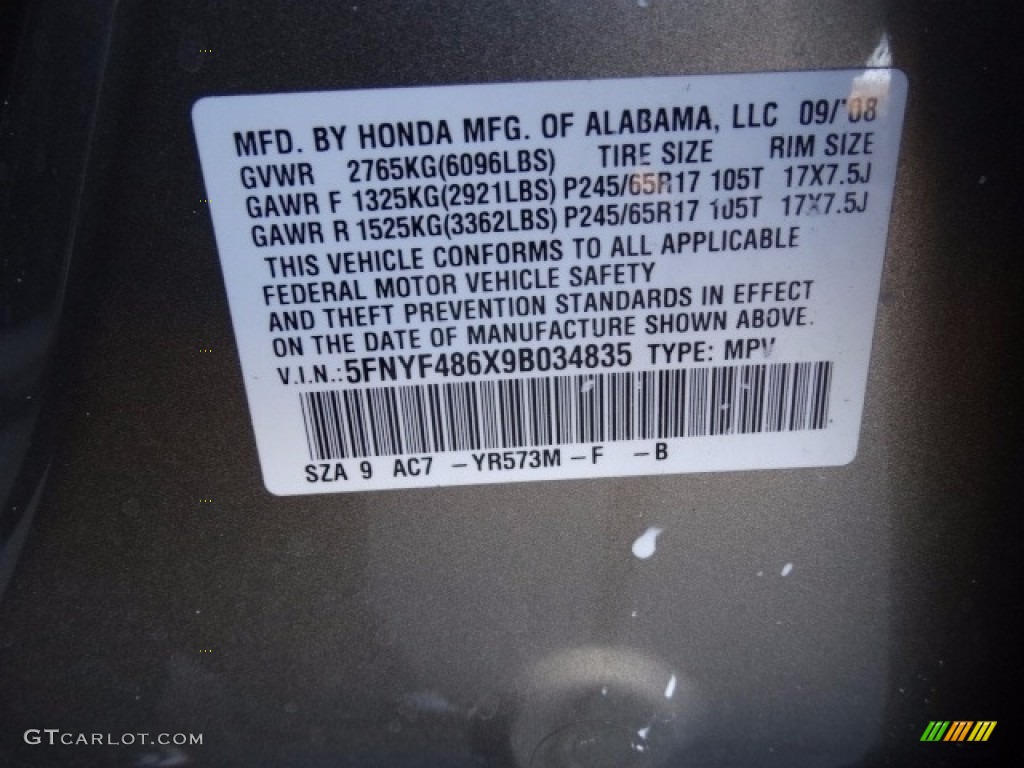 MFD. BY HONDA MFG. OF ALABAMA, LLC 09/'08
GVWR 2765KG(6096LBS) TIRE SIZE RIM SIZE
GAWR F 1325KG(2921LBS) P245/65R17 105T 17X7.5J
GAWR R 1525KG(3362LBS) P245/65R17 105T 17X7.5J
THIS VEHICLE CONFORMS TO ALL APPLICABLE
FEDERAL MOTOR VEHICLE SAFETY
AND THEFT PREVENTION STANDARDS IN EFFECT
ON THE DATE OF MANUFACTURE SHOWN ABOVE.
V.I.N.:5FNYF486X9B034835 TYPE: MPV
SZA 9 AC7 -YR573M -F -B
GTCARLOT.COM